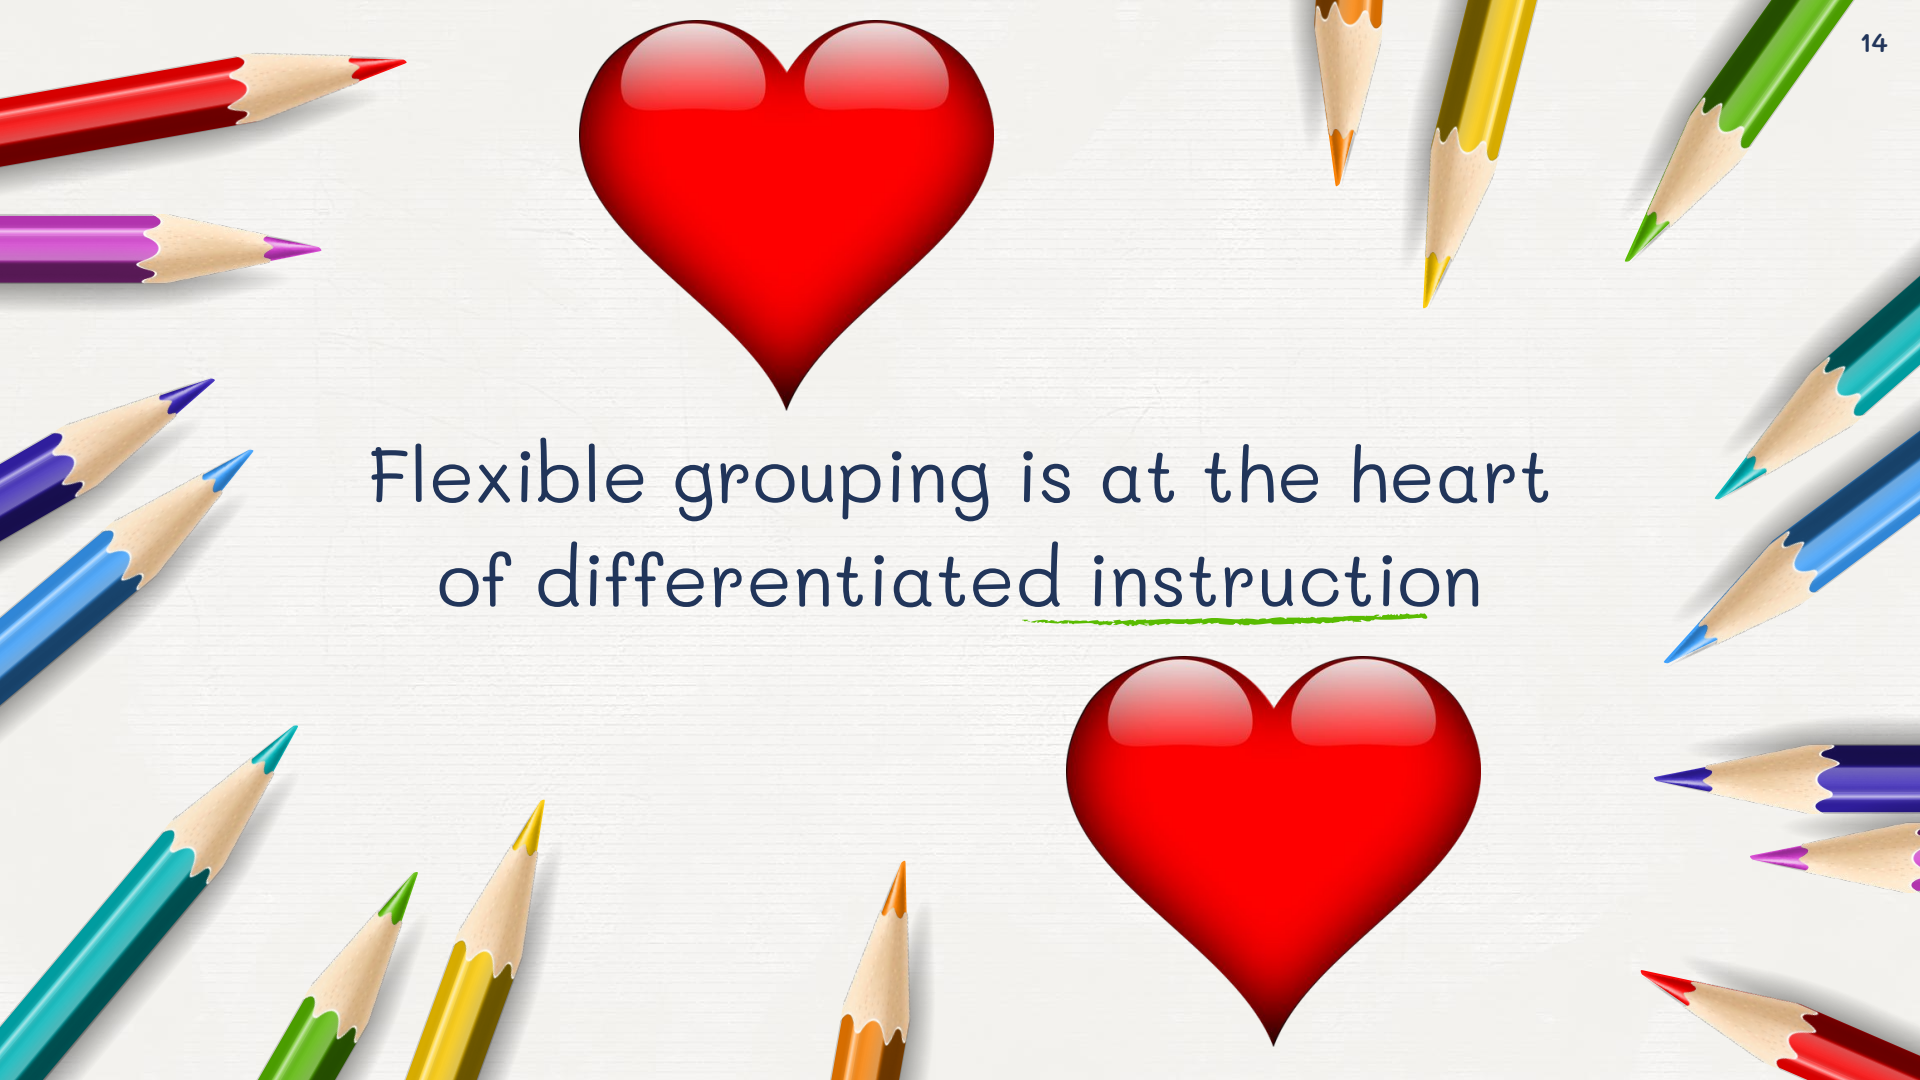 14
Flexible grouping is at the heart
of differentiated instruction